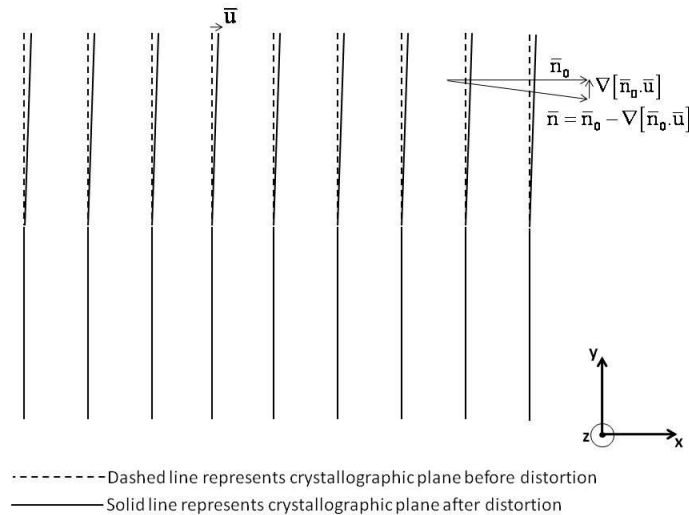 ū
n̄₀
∇[n̄₀.ū]
n̄ = n̄₀ − ∇[n̄₀.ū]
y
z
x
Dashed line represents crystallographic plane before distortion
Solid line represents crystallographic plane after distortion